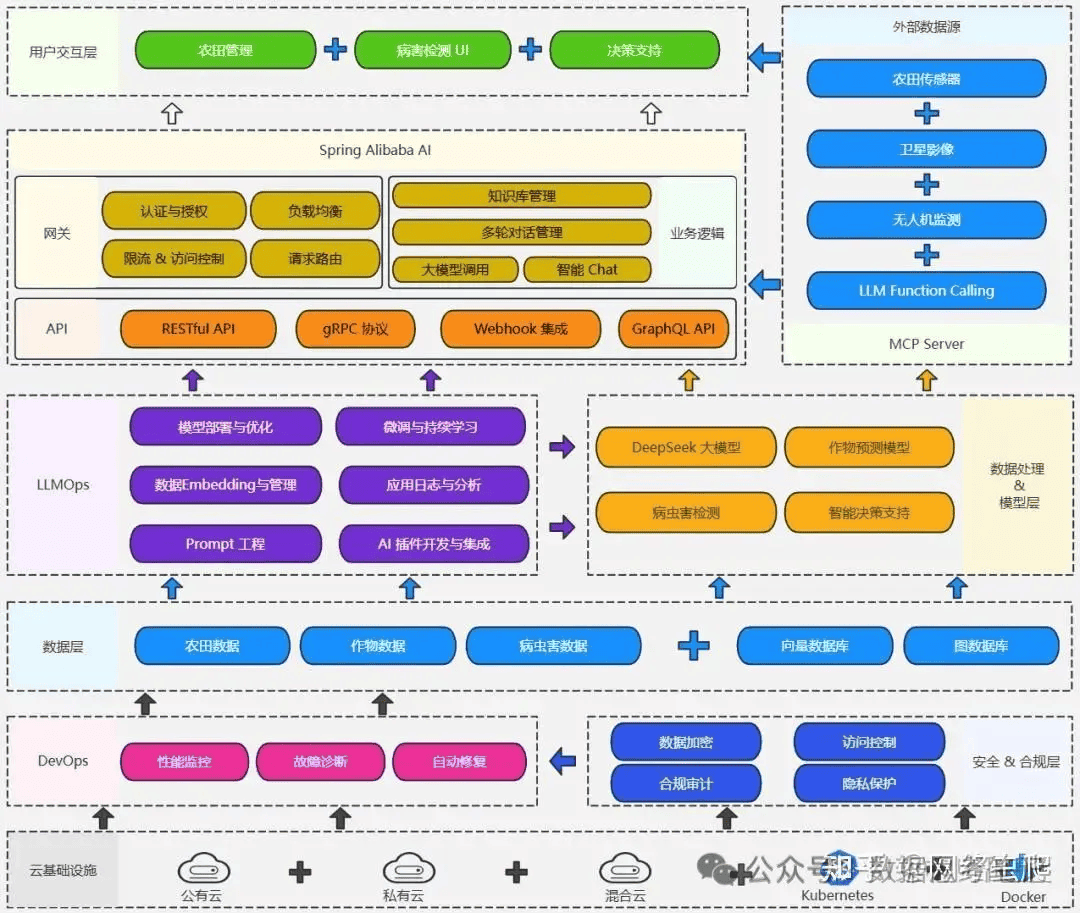 用户交互层
农田管理
病害检测 UI
决策支持
外部数据源
农田传感器
卫星影像
无人机监测
LLM Function Calling
MCP Server
Spring Alibaba AI
网关
认证与授权
负载均衡
限流 & 访问控制
请求路由
知识库管理
多轮对话管理
大模型调用
智能 Chat
业务逻辑
API
RESTful API
gRPC 协议
Webhook 集成
GraphQL API
LLMOps
模型部署与优化
微调与持续学习
数据Embedding与管理
应用日志与分析
Prompt 工程
AI 插件开发与集成
DeepSeek 大模型
作物预测模型
病虫害检测
智能决策支持
数据处理
&
模型层
数据层
农田数据
作物数据
病虫害数据
向量数据库
图数据库
DevOps
性能监控
故障诊断
自动修复
数据加密
访问控制
合规审计
隐私保护
安全 & 合规层
云基础设施
公有云
私有云
混合云
Kubernetes
Docker
公众号